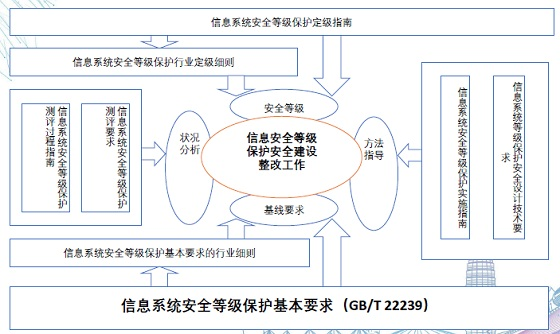 信息系统安全等级保护定级指南
信息系统安全等级保护行业定级细则
安全等级
信息系统安全等级保护
测评过程指南
信息系统安全等级保护
测评要求
状况
分析
信息安全等级
保护安全建设
整改工作
方法
指导
信息系统安全等级保护实施指南
信息系统等级保护安全设计技术要
求
基线要求
信息系统安全等级保护基本要求的行业细则
信息系统安全等级保护基本要求（GB/T 22239）